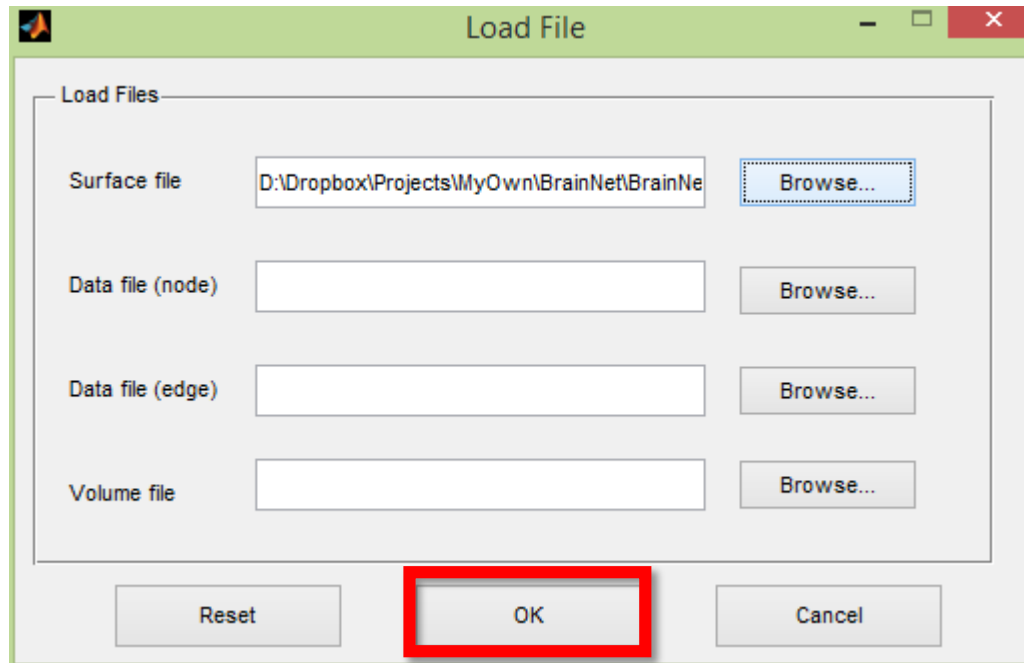 Load File
Load Files
Surface file D:\Dropbox\Projects\MyOwn\BrainNet\BrainNe Browse...
Data file (node) Browse...
Data file (edge) Browse...
Volume file Browse...
Reset OK Cancel